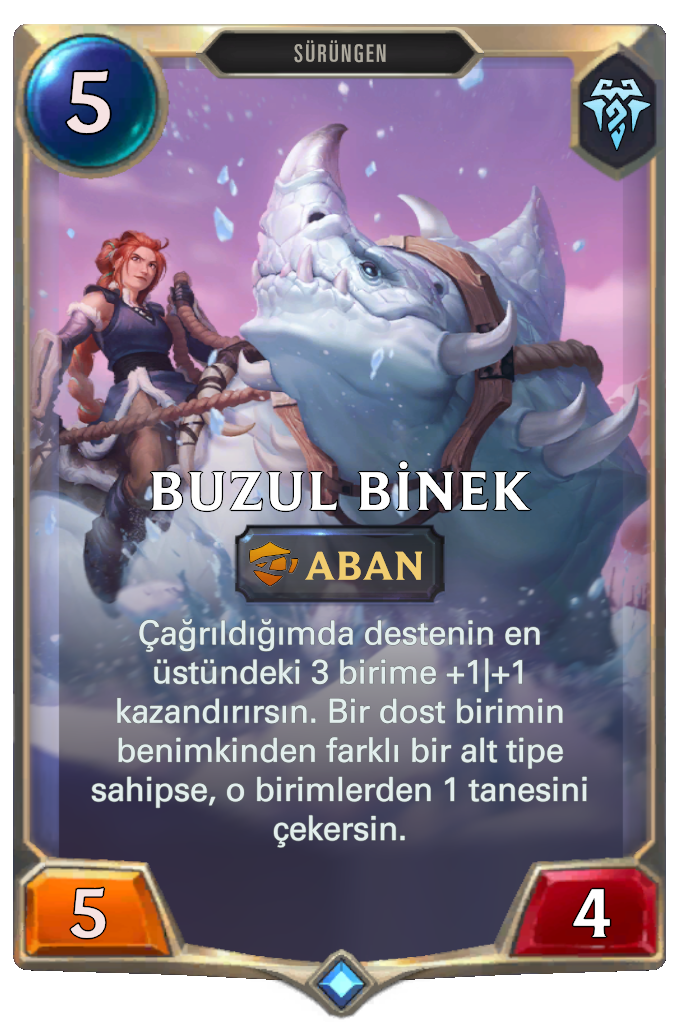 5
SÜRÜNGEN
BUZUL BİNEK
ABAN
Çağrıldığımda destenin en
üstündeki 3 birime +1|+1
kazandırırsın. Bir dost birimin
benimkinden farklı bir alt tipe
sahipse, o birimlerden 1 tanesini
çekersin.
5
4